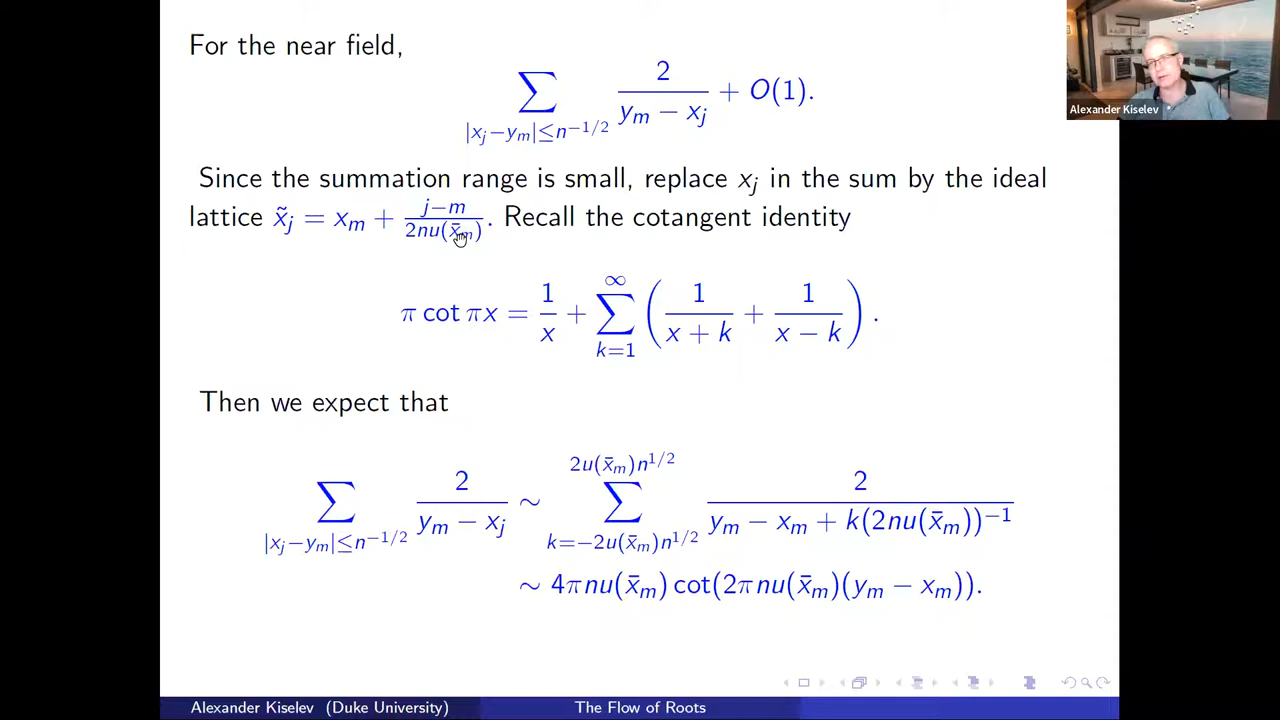 For the near field,
∑_{|x_j−y_m|≤n^{−1/2}} 2/(y_m − x_j) + O(1).
Alexander Kiselev
Since the summation range is small, replace x_j in the sum by the ideal
lattice x̃_j = x_m + (j−m)/(2nu(x̄_m)). Recall the cotangent identity
π cot πx = 1/x + ∑_{k=1}^{∞} (1/(x + k) + 1/(x − k)).
Then we expect that
∑_{|x_j−y_m|≤n^{−1/2}} 2/(y_m − x_j) ∼ ∑_{k=−2u(x̄_m)n^{1/2}}^{2u(x̄_m)n^{1/2}} 2/(y_m − x_m + k(2nu(x̄_m))^{−1})
∼ 4πnu(x̄_m) cot(2πnu(x̄_m)(y_m − x_m)).
Alexander Kiselev (Duke University)
The Flow of Roots